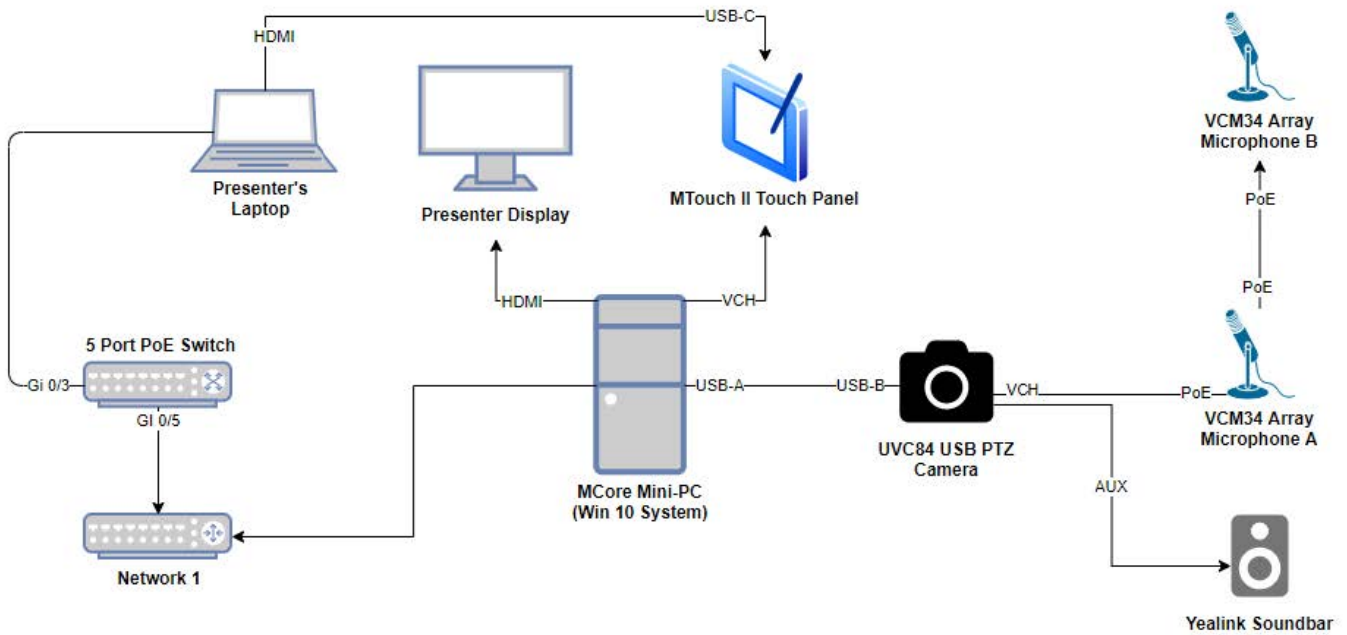 USB-C
HDMI
VCM34 Array
Microphone B
Presenter's
Laptop
Presenter Display
MTouch II Touch Panel
PoE
HDMI
VCH
PoE
5 Port PoE Switch
Gi 0/3
USB-A
USB-B
VCH
PoE
GI 0/5
VCM34 Array
Microphone A
UVC84 USB PTZ
Camera
MCore Mini-PC
(Win 10 System)
AUX
Network 1
Yealink Soundbar